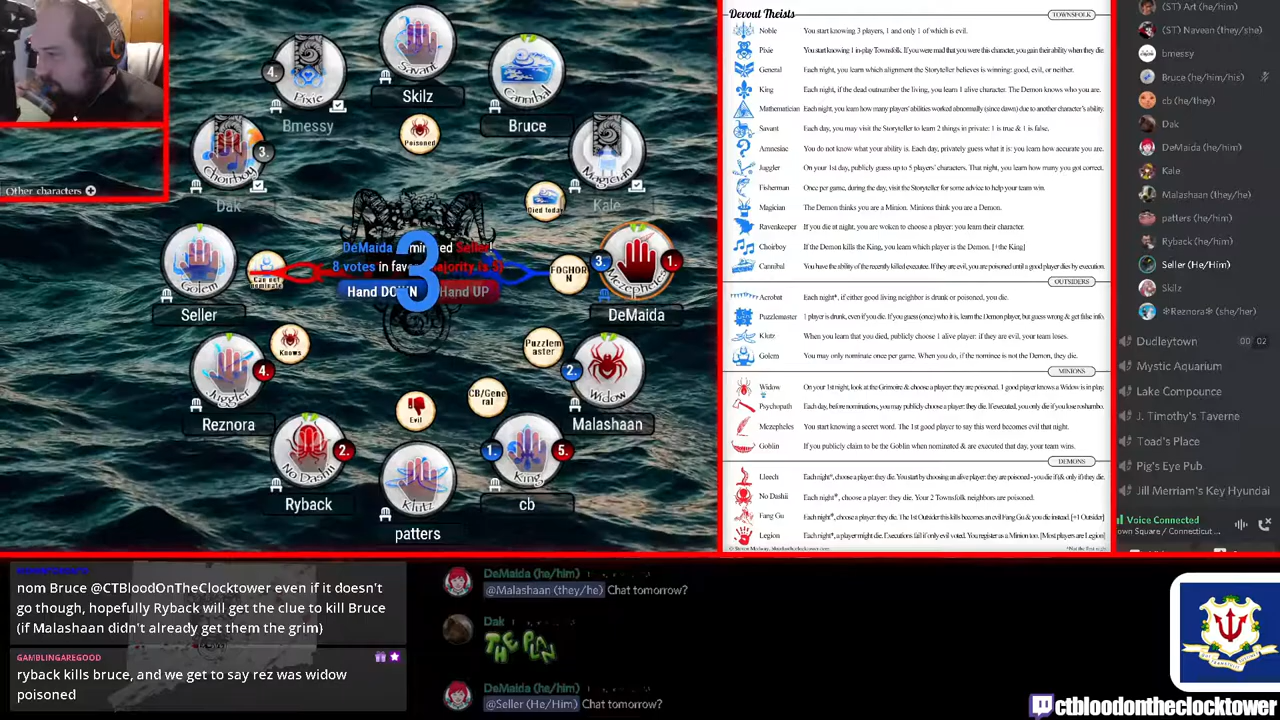 Other characters
Pixie
4.
Bmessy
Savant
Skilz
Poisoned
Cannibal
Bruce
Magician
Kale
Choirboy
3.
Dak
Died today
Golem
Seller
Can not nominate
DeMaida
Seller
8 votes in favor
3
Hand DOWN
Hand UP
FOGHORN
Mezepheles
3.
1.
DeMaida
Knows
Juggler
4.
Reznora
Puzzlemaster
2.
Widow
Malashaan
No Dashii
2.
Ryback
Evil
Klutz
patters
CB/General
1.
King
5.
cb
Devout Theists
TOWNSFOLK
Noble You start knowing 3 players, 1 and only 1 of which is evil.
Pixie You start knowing 1 in-play Townsfolk. If you were mad that you were this character, you gain their ability when they die.
General Each night, you learn which alignment the Storyteller believes is winning: good, evil, or neither.
King Each night, if the dead outnumber the living, you learn 1 alive character. The Demon knows who you are.
Mathematician Each night, you learn how many players' abilities worked abnormally (since dawn) due to another character's ability.
Savant Each day, you may visit the Storyteller to learn 2 things in private: 1 is true & 1 is false.
Amnesiac You do not know what your ability is. Each day, privately guess what it is: you learn how accurate you are.
Juggler On your 1st day, publicly guess up to 5 players' characters. That night, you learn how many you got correct.
Fisherman Once per game, during the day, visit the Storyteller for some advice to help your team win.
Magician The Demon thinks you are a Minion. Minions think you are a Demon.
Ravenkeeper If you die at night, you are woken to choose a player: you learn their character.
Choirboy If the Demon kills the King, you learn which player is the Demon. [+the King]
Cannibal You have the ability of the recently killed executee. If they are evil, you are poisoned until a good player dies by execution.
OUTSIDERS
Acrobat Each night*, if either good living neighbor is drunk or poisoned, you die.
Puzzlemaster 1 player is drunk, even if you die. If you guess (once) who it is, learn the Demon player, but guess wrong & get false info.
Klutz When you learn that you died, publicly choose 1 alive player: if they are evil, your team loses.
Golem You may only nominate once per game. When you do, if the nominee is not the Demon, they die.
MINIONS
Widow On your 1st night, look at the Grimoire & choose a player: they are poisoned. 1 good player knows a Widow is in play.
Psychopath Each day, before nominations, you may publicly choose a player: they die. If executed, you only die if you lose roshambo.
Mezepheles You start knowing a secret word. The 1st good player to say this word becomes evil that night.
Goblin If you publicly claim to be the Goblin when nominated & are executed that day, your team wins.
DEMONS
Lleech Each night*, choose a player: they die. You start by choosing an alive player: they are poisoned - you die if & only if they die.
No Dashii Each night*, choose a player: they die. Your 2 Townsfolk neighbors are poisoned.
Fang Gu Each night*, choose a player: they die. The 1st Outsider this kills becomes an evil Fang Gu & you die instead. [+1 Outsider]
Legion Each night*, a player might die. Executions fail if only evil voted. You register as a Minion too. [Most players are Legion]
*Not the first night
(ST) Art (he/him)
(ST) Navean (they/she)
bmessy
Bruce (he/him/his)
cb (he/they)
Dak
DeMaida (he/him)
Malashaan (they/he)
patters (he/him)
Seller (He/Him)
Skilz
*Reznora* (she/her)
Dudleytown 00 02
Mystic Aquarium
Lake Compounce
J. Timothy's Taverne
Toad's Place
Pig's Eye Pub
Jill Mariman's Key Hyundai
Voice Connected
own Square / Connecticut ...
nom Bruce @CTBloodOnTheClocktower even if it doesn't
go though, hopefully Ryback will get the clue to kill Bruce
(if Malashaan didn't already get them the grim)
GAMBLINGAREGOOD
ryback kills bruce, and we get to say rez was widow
poisoned
DeMaida (he/him)
@Malashaan (they/he) Chat tomorrow?
Dak
THE FUN
DeMaida (he/him)
@Seller (He/Him) Chat tomorrow?
ctbloodontheclocktower